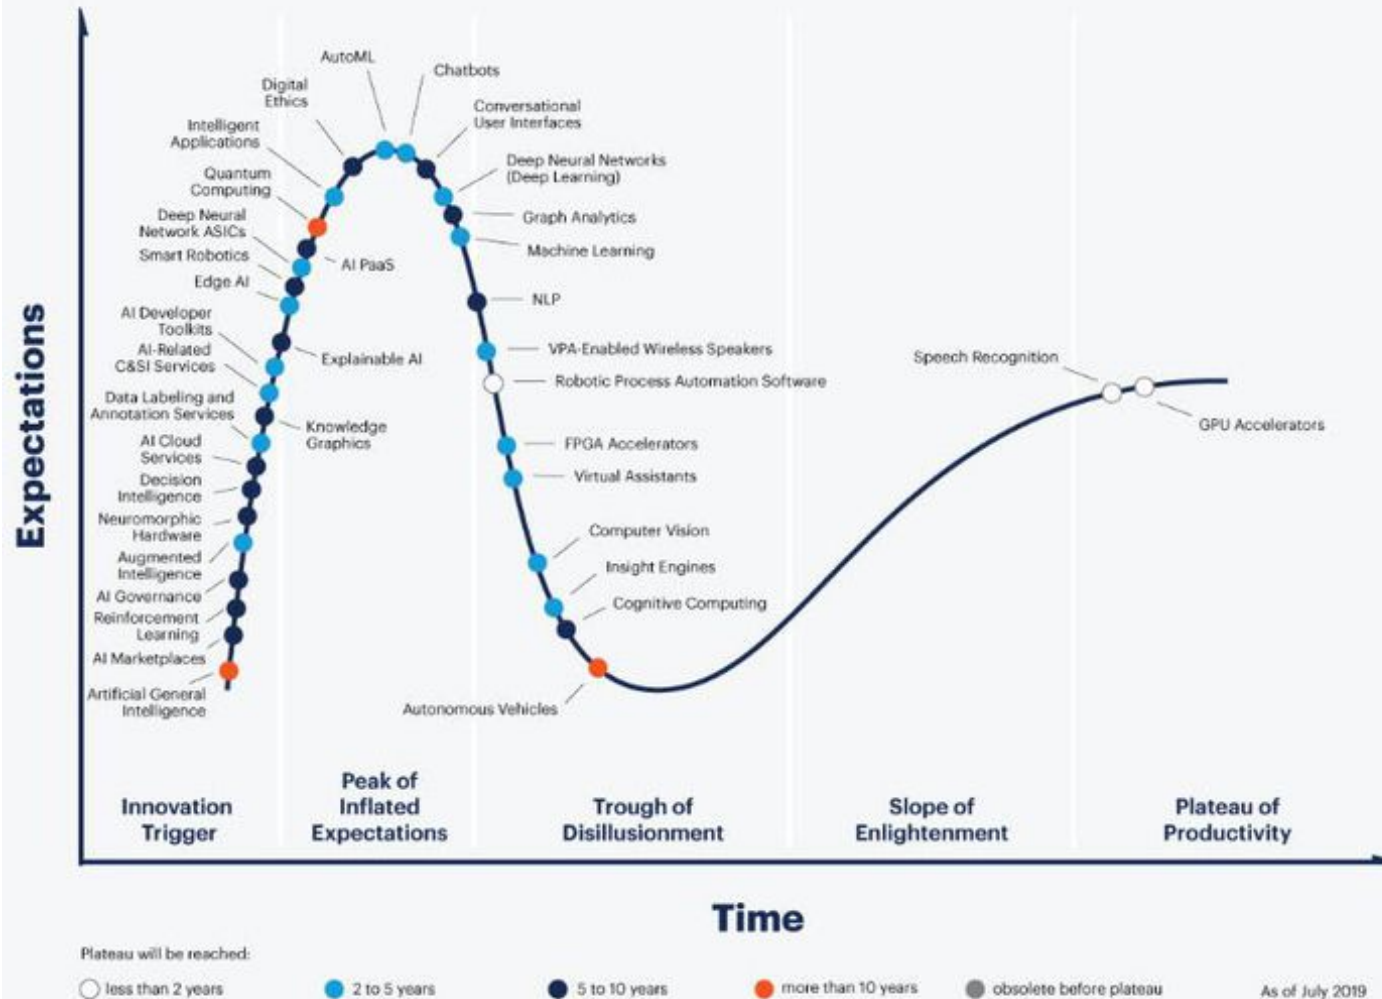 AutoML
Chatbots
Digital
Ethics
Conversational
User Interfaces
Intelligent
Applications
Deep Neural Networks
(Deep Learning)
Quantum
Computing
Deep Neural
Network ASICs
Graph Analytics
Smart Robotics
AI PaaS
Machine Learning
Edge AI
NLP
AI Developer
Toolkits
AI-Related
C&SI Services
Explainable AI
VPA-Enabled Wireless Speakers
Speech Recognition
Robotic Process Automation Software
Data Labeling and
Annotation Services
Knowledge
Graphics
GPU Accelerators
AI Cloud
Services
FPGA Accelerators
Decision
Intelligence
Virtual Assistants
Neuromorphic
Hardware
Computer Vision
Augmented
Intelligence
Insight Engines
AI Governance
Cognitive Computing
Reinforcement
Learning
AI Marketplaces
Artificial General
Intelligence
Autonomous Vehicles
Expectations
Innovation
Trigger
Peak of
Inflated
Expectations
Trough of
Disillusionment
Slope of
Enlightenment
Plateau of
Productivity
Time
Plateau will be reached:
less than 2 years
2 to 5 years
5 to 10 years
more than 10 years
obsolete before plateau
As of July 2019